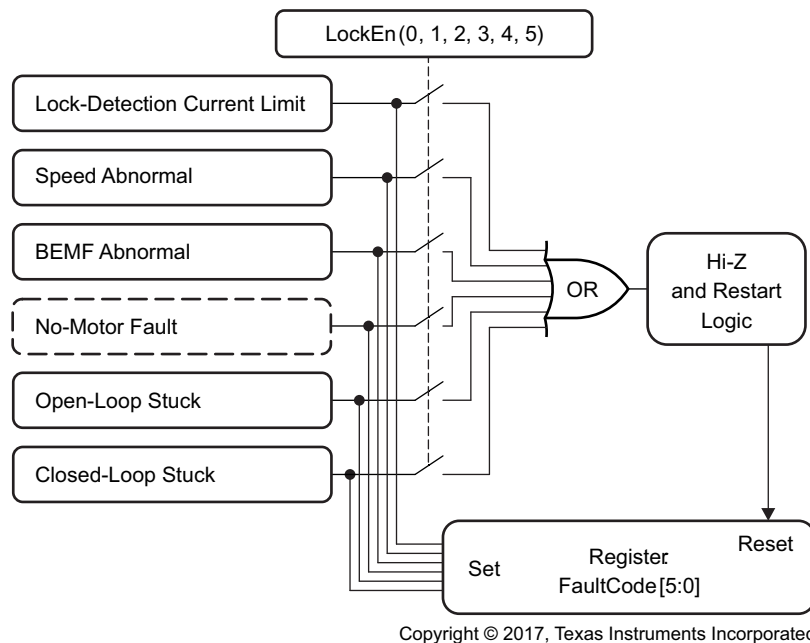 LockEn(0, 1, 2, 3, 4, 5)
Lock-Detection Current Limit
Speed Abnormal
BEMF Abnormal
No-Motor Fault
Open-Loop Stuck
Closed-Loop Stuck
OR
Hi-Z
and Restart
Logic
Reset
Set
Register:
FaultCode[5:0]
Copyright © 2017, Texas Instruments Incorporated